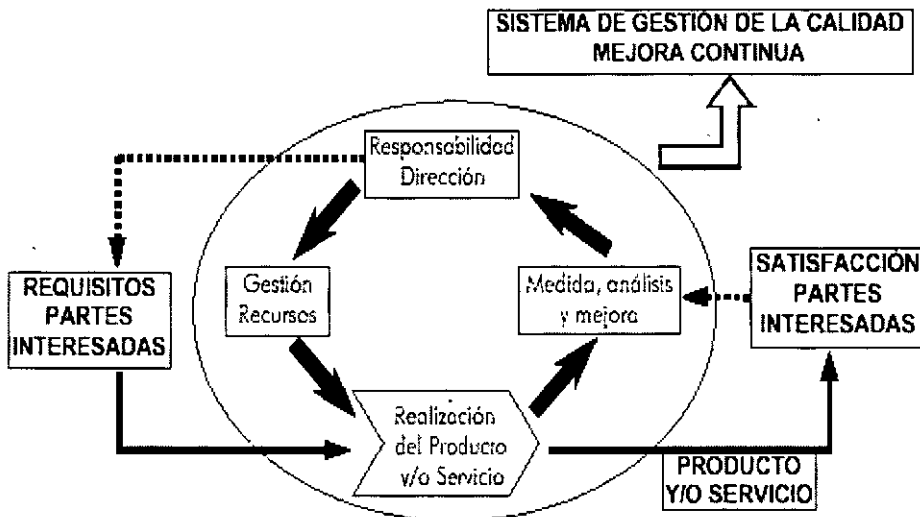 SISTEMA DE GESTIÓN DE LA CALIDAD
MEJORA CONTINUA
Responsabilidad
Dirección
REQUISITOS
PARTES
INTERESADAS
Gestión
Recursos
Medida, análisis
y mejora
SATISFACCIÓN
PARTES
INTERESADAS
Realización
del Producto
y/o Servicio
PRODUCTO
Y/O SERVICIO